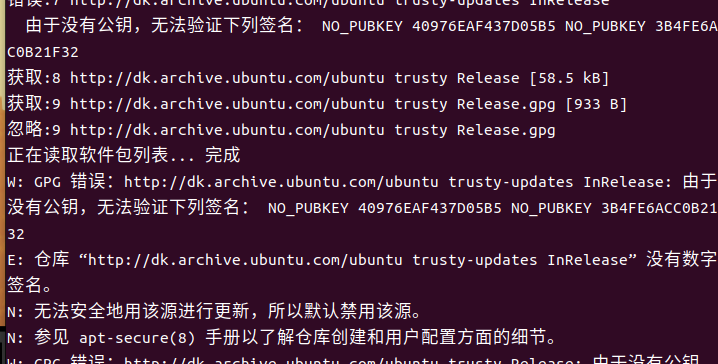 错误:7 http://dk.archive.ubuntu.com/ubuntu trusty-updates InRelease
由于没有公钥，无法验证下列签名： NO_PUBKEY 40976EAF437D05B5 NO_PUBKEY 3B4FE6A
C0B21F32
获取:8 http://dk.archive.ubuntu.com/ubuntu trusty Release [58.5 kB]
获取:9 http://dk.archive.ubuntu.com/ubuntu trusty Release.gpg [933 B]
忽略:9 http://dk.archive.ubuntu.com/ubuntu trusty Release.gpg
正在读取软件包列表... 完成
W: GPG 错误：http://dk.archive.ubuntu.com/ubuntu trusty-updates InRelease: 由于
没有公钥，无法验证下列签名： NO_PUBKEY 40976EAF437D05B5 NO_PUBKEY 3B4FE6ACC0B21
32
E: 仓库 “http://dk.archive.ubuntu.com/ubuntu trusty-updates InRelease” 没有数字
签名。
N: 无法安全地用该源进行更新，所以默认禁用该源。
N: 参见 apt-secure(8) 手册以了解仓库创建和用户配置方面的细节。
W: GPG 错误：http://dk.archive.ubuntu.com/ubuntu trusty Release: 由于没有公钥